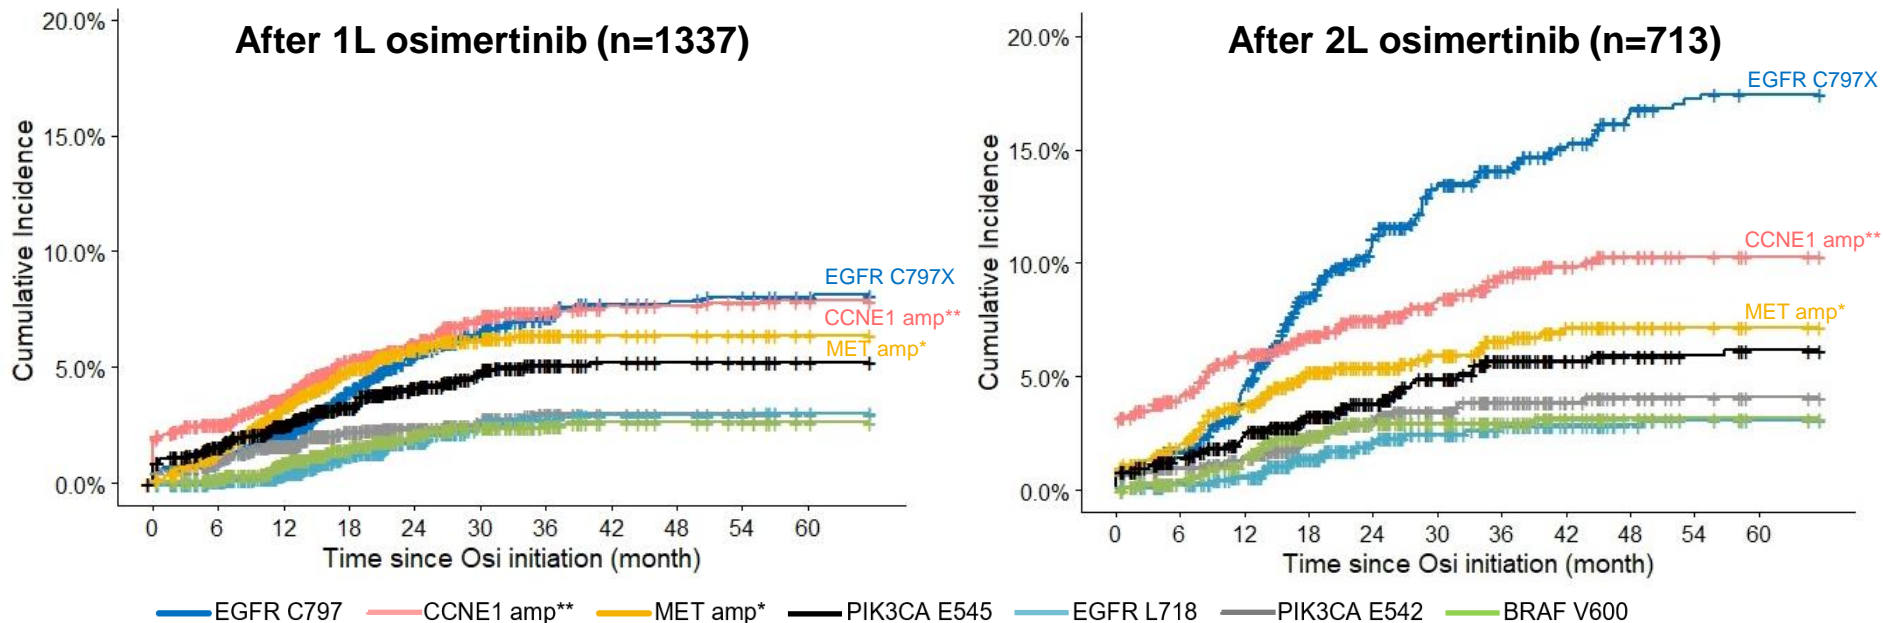 After 1L osimertinib (n=1337)
20.0%
15.0%
10.0%
5.0%
0.0%
Cumulative Incidence
EGFR C797X
CCNE1 amp**
MET amp*
0 6 12 18 24 30 36 42 48 54 60
Time since Osi initiation (month)
After 2L osimertinib (n=713)
20.0%
15.0%
10.0%
5.0%
0.0%
Cumulative Incidence
EGFR C797X
CCNE1 amp**
MET amp*
0 6 12 18 24 30 36 42 48 54 60
Time since Osi initiation (month)
EGFR C797 CCNE1 amp** MET amp* PIK3CA E545 EGFR L718 PIK3CA E542 BRAF V600